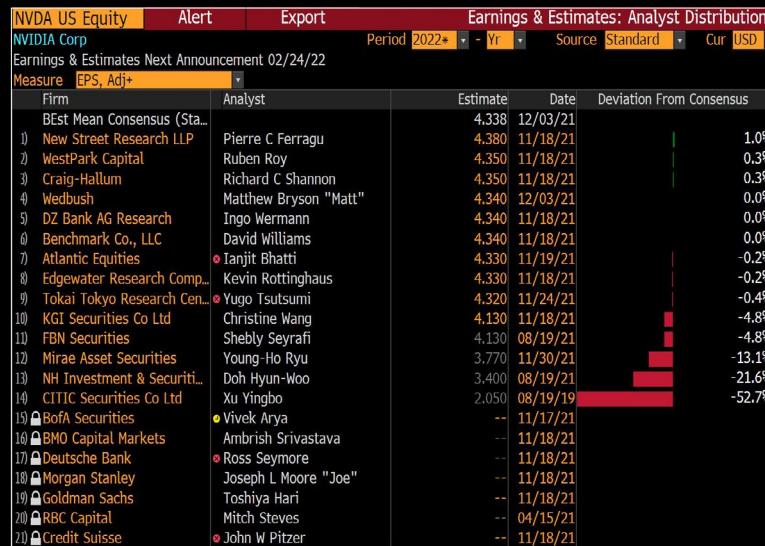 NVDA US Equity Alert Export Earnings & Estimates: Analyst Distribution
NVIDIA Corp Period 2022* - Yr Source Standard Cur USD
Earnings & Estimates Next Announcement 02/24/22
Measure EPS, Adj+
Firm Analyst Estimate Date Deviation From Consensus
BEst Mean Consensus (Sta... 4.338 12/03/21
1) New Street Research LLP Pierre C Ferragu 4.380 11/18/21 1.0%
2) WestPark Capital Ruben Roy 4.350 11/18/21 0.3%
3) Craig-Hallum Richard C Shannon 4.350 11/18/21 0.3%
4) Wedbush Matthew Bryson "Matt" 4.340 12/03/21 0.0%
5) DZ Bank AG Research Ingo Wermann 4.340 11/18/21 0.0%
6) Benchmark Co., LLC David Williams 4.340 11/18/21 0.0%
7) Atlantic Equities Ianjit Bhatti 4.330 11/19/21 -0.2%
8) Edgewater Research Comp... Kevin Rottinghaus 4.330 11/18/21 -0.2%
9) Tokai Tokyo Research Cen... Yugo Tsutsumi 4.320 11/24/21 -0.4%
10) KGI Securities Co Ltd Christine Wang 4.130 11/18/21 -4.8%
11) FBN Securities Shebly Seyrafi 4.130 08/19/21 -4.8%
12) Mirae Asset Securities Young-Ho Ryu 3.770 11/30/21 -13.1%
13) NH Investment & Securiti... Doh Hyun-Woo 3.400 08/19/21 -21.6%
14) CITIC Securities Co Ltd Xu Yingbo 2.050 08/19/19 -52.7%
15) BofA Securities Vivek Arya -- 11/17/21
16) BMO Capital Markets Ambrish Srivastava -- 11/18/21
17) Deutsche Bank Ross Seymore -- 11/18/21
18) Morgan Stanley Joseph L Moore "Joe" -- 11/18/21
19) Goldman Sachs Toshiya Hari -- 11/18/21
20) RBC Capital Mitch Steves -- 04/15/21
21) Credit Suisse John W Pitzer -- 11/18/21